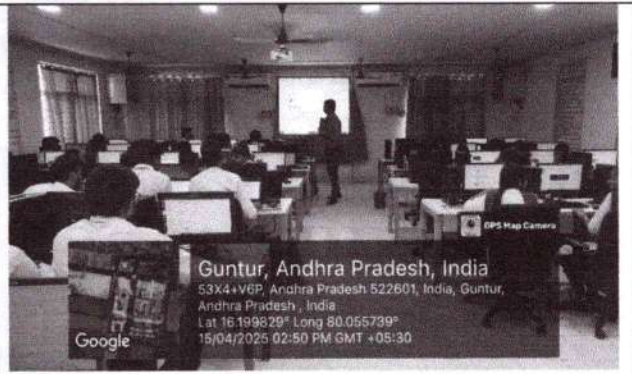 GPS Map Camera
Guntur, Andhra Pradesh, India
53X4+V6P, Andhra Pradesh 522601, India, Guntur,
Andhra Pradesh , India
Lat 16.199829° Long 80.055739°
15/04/2025 02:50 PM GMT +05:30
Google